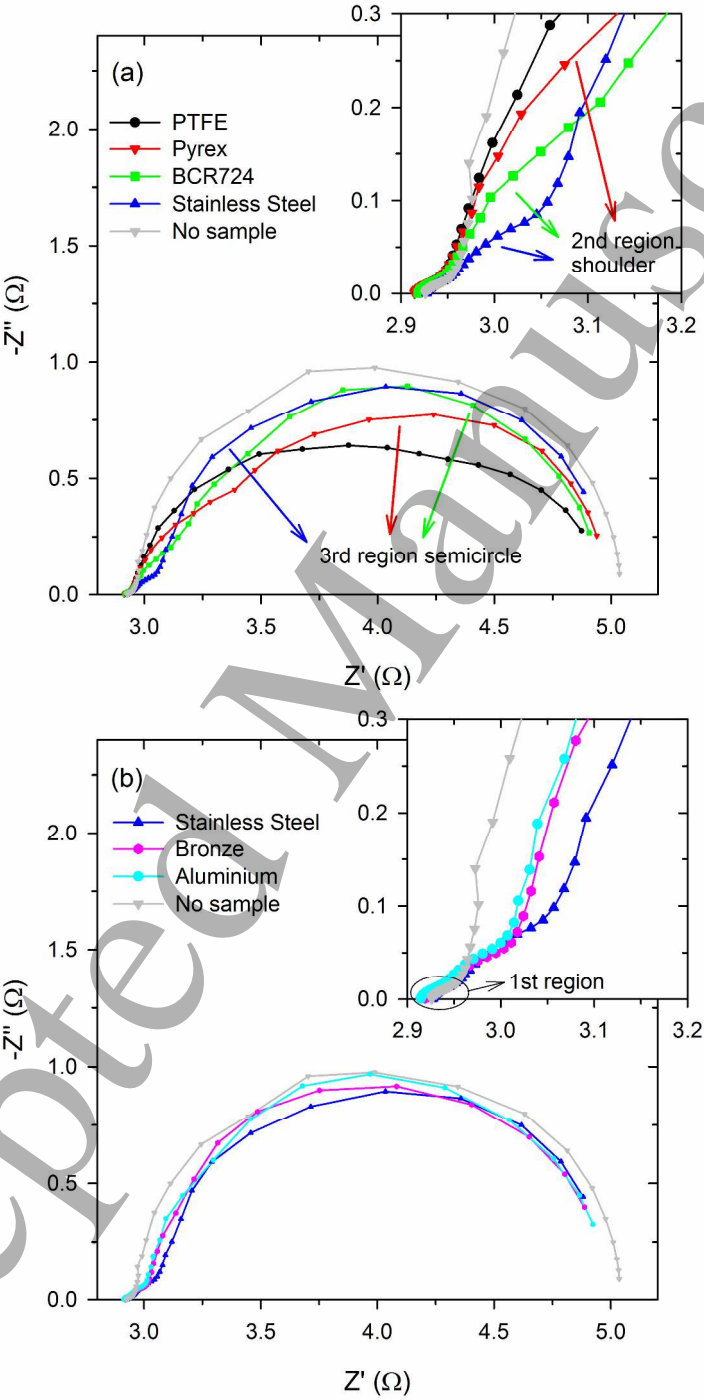 0.3
0.2
0.1
0.0
2.9 3.0 3.1 3.2
2nd region
shoulder
(a)
PTFE
Pyrex
BCR724
Stainless Steel
No sample
2.0
1.5
1.0
0.5
0.0
-Z'' (Ω)
3rd region semicircle
3.0 3.5 4.0 4.5 5.0
Z' (Ω)
0.3
0.2
0.1
0.0
2.9 3.0 3.1 3.2
1st region
(b)
Stainless Steel
Bronze
Aluminium
No sample
2.0
1.5
1.0
0.5
0.0
-Z'' (Ω)
3.0 3.5 4.0 4.5 5.0
Z' (Ω)
pted Manus